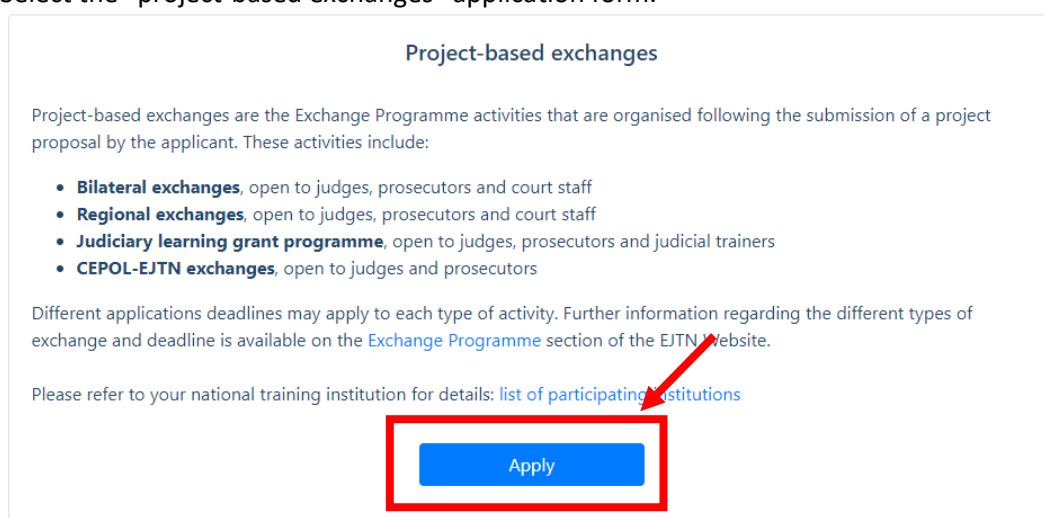 Select the "project-based exchanges" application form.
Project-based exchanges
Project-based exchanges are the Exchange Programme activities that are organised following the submission of a project
proposal by the applicant. These activities include:
• Bilateral exchanges, open to judges, prosecutors and court staff
• Regional exchanges, open to judges, prosecutors and court staff
• Judiciary learning grant programme, open to judges, prosecutors and judicial trainers
• CEPOL-EJTN exchanges, open to judges and prosecutors
Different applications deadlines may apply to each type of activity. Further information regarding the different types of
exchange and deadline is available on the Exchange Programme section of the EJTN Website.
Please refer to your national training institution for details: list of participating institutions
Apply